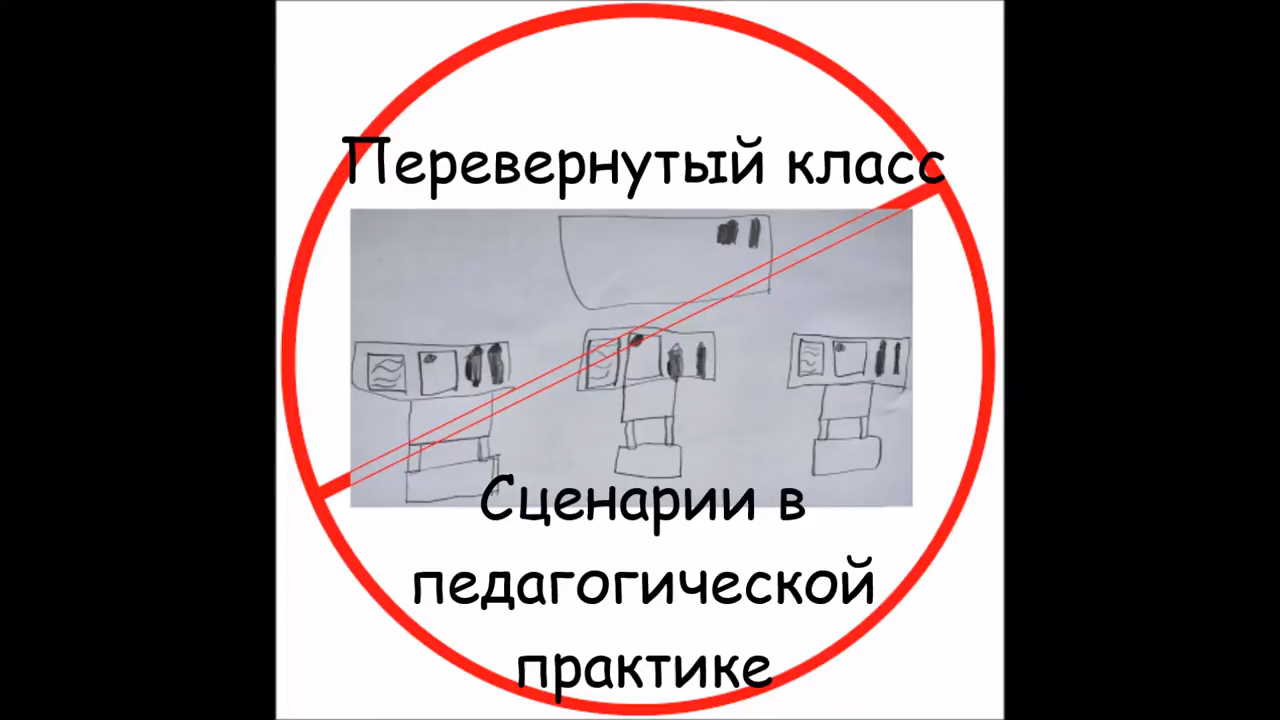 Перевернутый класс
Сценарии в
педагогической
практике